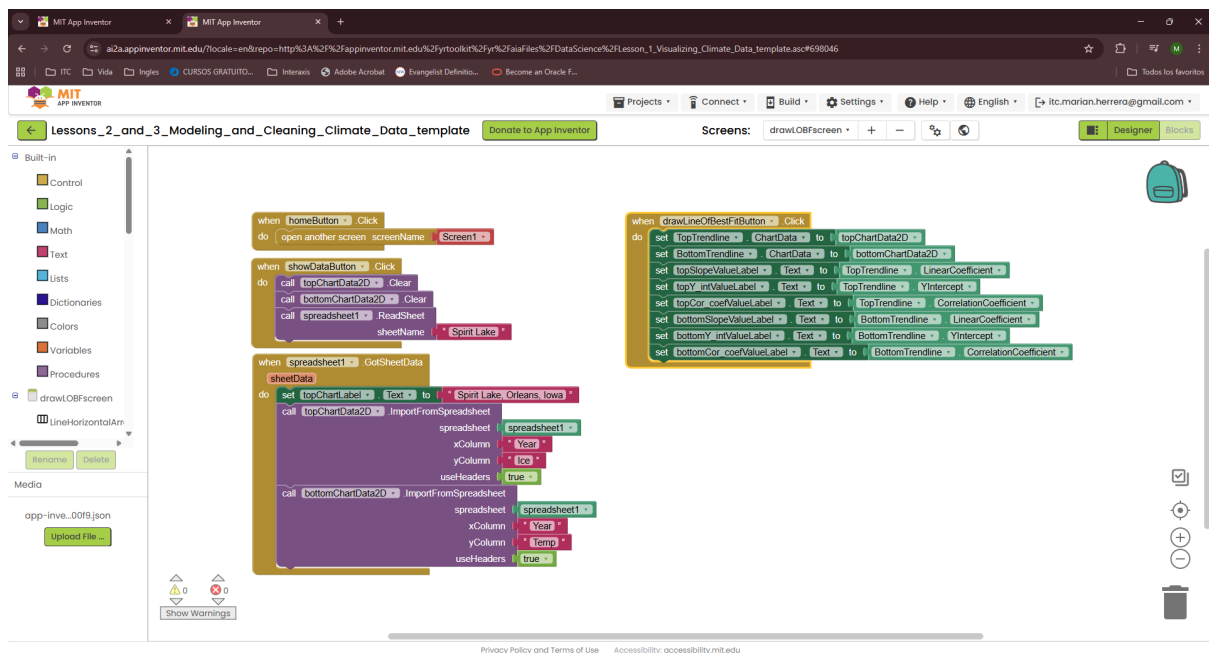 MIT App Inventor
MIT App Inventor
ai2a.appinventor.mit.edu/?locale=en&repo=http%3A%2F%2Fappinventor.mit.edu%2Fyrtoolkit%2Fyr%2FaiaFiles%2FDataScience%2FLesson_1_Visualizing_Climate_Data_template.asc#698046
M
ITC
Vida
Ingles
CURSOS GRATUITO...
Interaxis
Adobe Acrobat
Evangelist Definitio...
Become an Oracle F...
Todos los favoritos
MIT
APP INVENTOR
Projects
Connect
Build
Settings
Help
English
itc.marian.herrera@gmail.com
Lessons_2_and_3_Modeling_and_Cleaning_Climate_Data_template
Donate to App Inventor
Screens:
drawLOBFscreen
Designer
Blocks
Built-in
Control
Logic
Math
Text
Lists
Dictionaries
Colors
Variables
Procedures
drawLOBFscreen
LineHorizontalArr
Rename
Delete
Media
app-inve...00f9.json
Upload File ...
when homeButton .Click
do open another screen screenName Screen1
when showDataButton .Click
do call topChartData2D .Clear
call bottomChartData2D .Clear
call spreadsheet1 .ReadSheet
sheetName " Spirit Lake "
when spreadsheet1 .GotSheetData
sheetData
do set topChartLabel . Text to " Spirit Lake, Orleans, Iowa "
call topChartData2D .ImportFromSpreadsheet
spreadsheet spreadsheet1
xColumn " Year "
yColumn " Ice "
useHeaders true
call bottomChartData2D .ImportFromSpreadsheet
spreadsheet spreadsheet1
xColumn " Year "
yColumn " Temp "
useHeaders true
when drawLineOfBestFitButton .Click
do set TopTrendline . ChartData to topChartData2D
set BottomTrendline . ChartData to bottomChartData2D
set topSlopeValueLabel . Text to TopTrendline . LinearCoefficient
set topY_intValueLabel . Text to TopTrendline . YIntercept
set topCor_coefValueLabel . Text to TopTrendline . CorrelationCoefficient
set bottomSlopeValueLabel . Text to BottomTrendline . LinearCoefficient
set bottomY_intValueLabel . Text to BottomTrendline . YIntercept
set bottomCor_coefValueLabel . Text to BottomTrendline . CorrelationCoefficient
0
0
Show Warnings
Privacy Policy and Terms of Use
Accessibility: accessibility.mit.edu